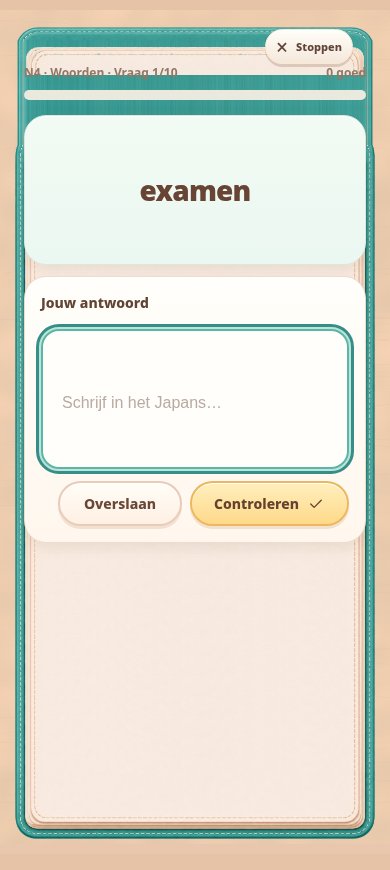 Stoppen
N4 · Woorden · Vraag 1/10
0 goed
examen
Jouw antwoord
Schrijf in het Japans…
Overslaan
Controleren